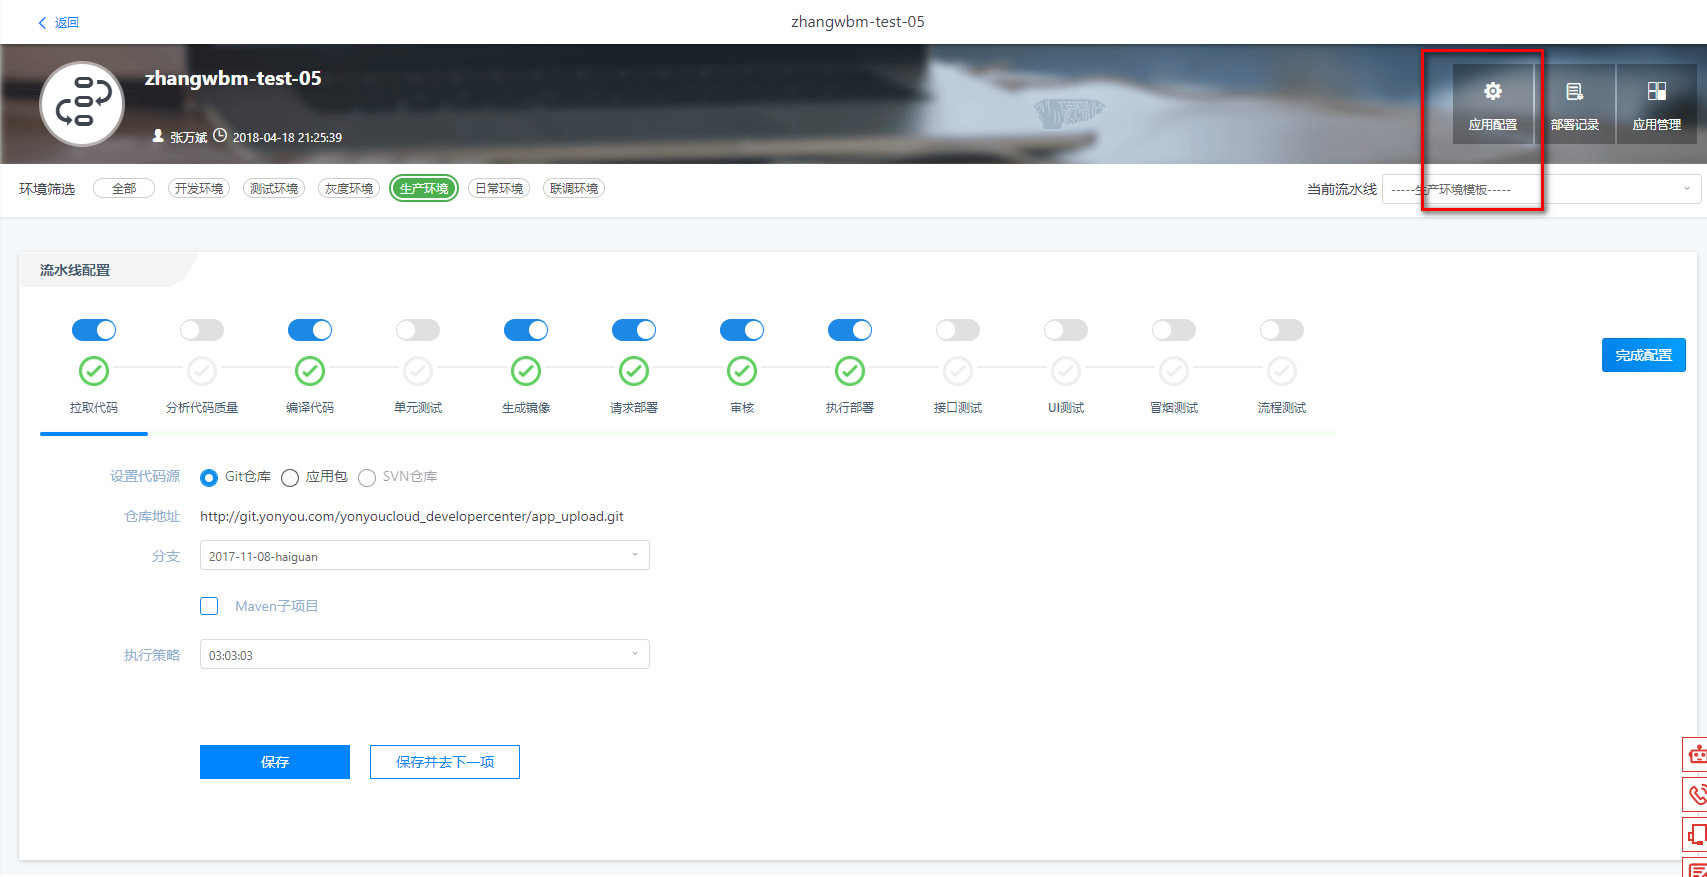 返回
zhangwbm-test-05
zhangwbm-test-05
张万斌 2018-04-18 21:25:39
应用配置 部署记录 应用管理
环境筛选 全部 开发环境 测试环境 灰度环境 生产环境 日常环境 联调环境 当前流水线 -----生产环境模板-----
流水线配置
完成配置
拉取代码 分析代码质量 编译代码 单元测试 生成镜像 请求部署 审核 执行部署 接口测试 UI测试 冒烟测试 流程测试
设置代码源 Git仓库 应用包 SVN仓库
仓库地址 http://git.yonyou.com/yonyoucloud_developercenter/app_upload.git
分支 2017-11-08-haiguan
Maven子项目
执行策略 03:03:03
保存 保存并去下一项